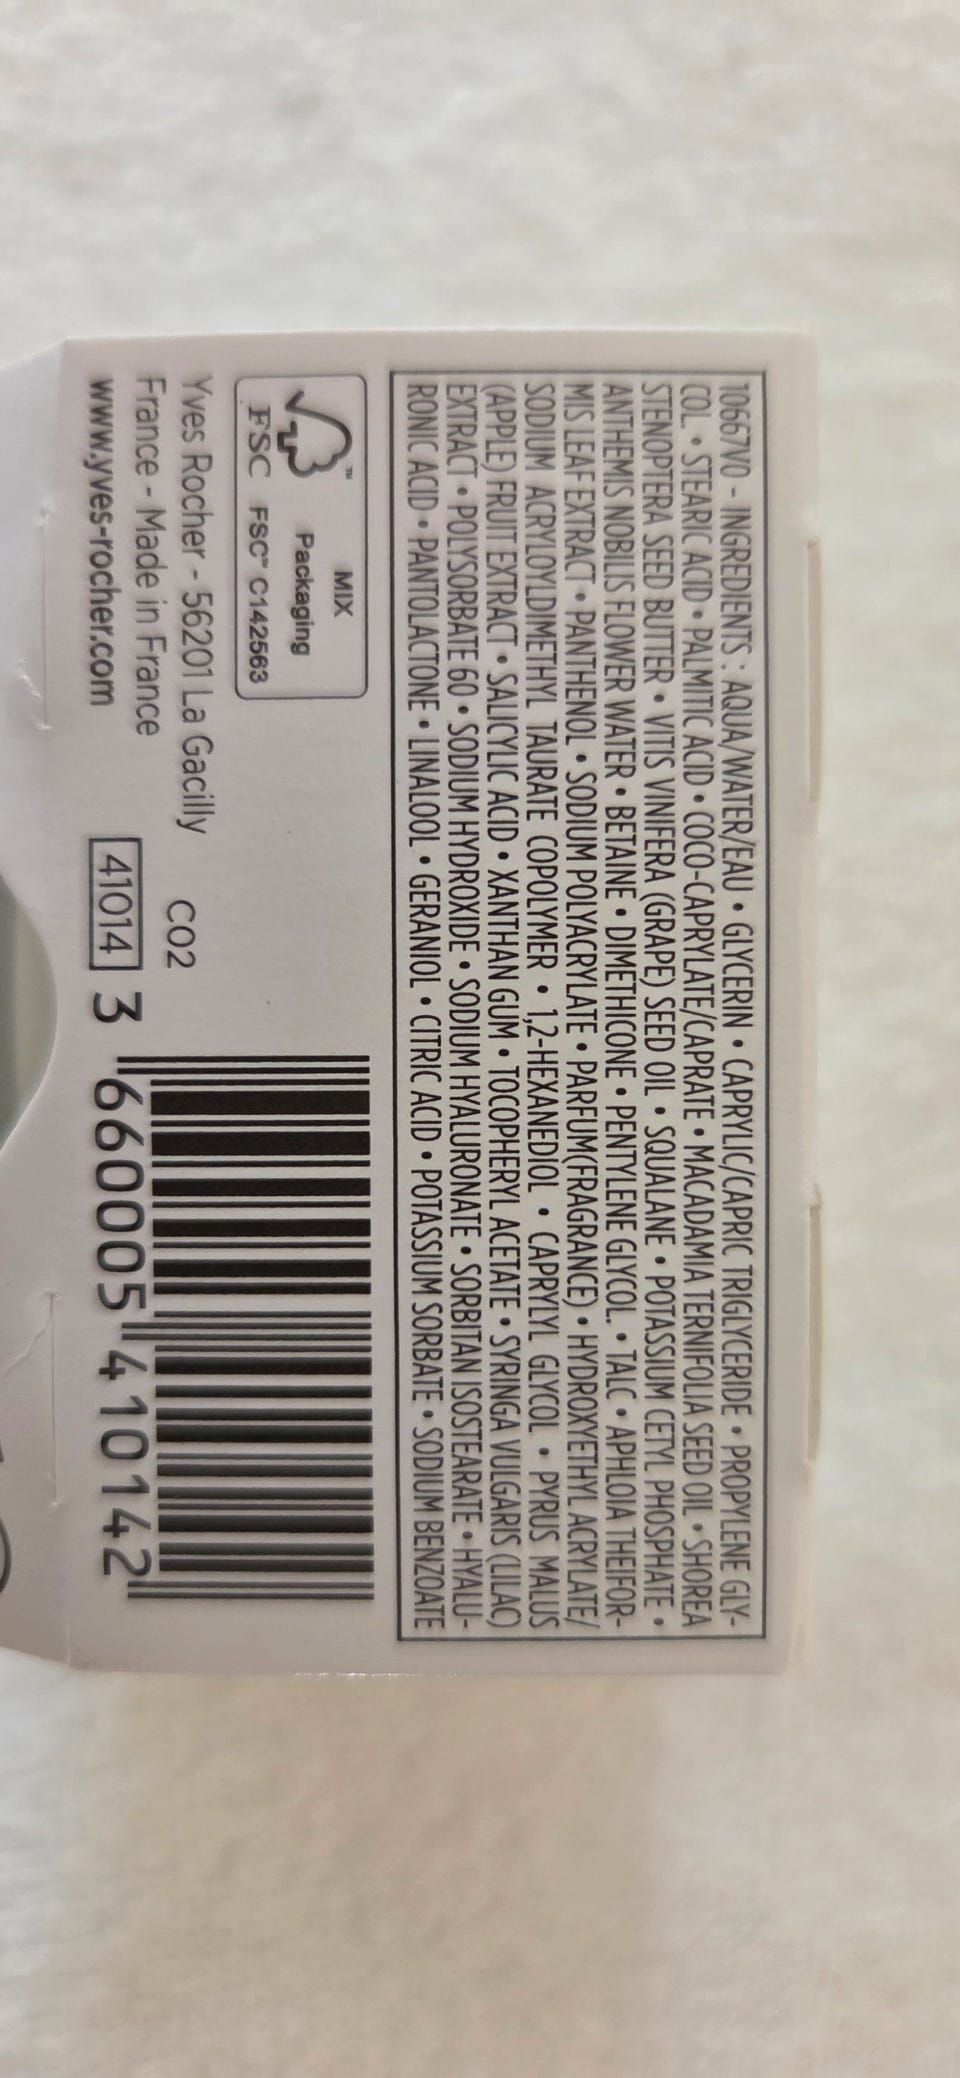 10667V0 - INGREDIENTS : AQUA/WATER/EAU • GLYCERIN • CAPRYLIC/CAPRIC TRIGLYCERIDE • PROPYLENE GLY-
COL. • STEARIC ACID • PALMITIC ACID • COCO-CAPRYLATE/CAPRATE • MACADAMIA TERNIFOLIA SEED OIL • SHOREA
STENOPTERA SEED BUTTER • VITIS VINIFERA (GRAPE) SEED OIL • SQUALANE • POTASSIUM CETYL PHOSPHATE •
ANTHEMIS NOBILIS FLOWER WATER • BETAINE • DIMETHICONE • PENTYLENE GLYCOL. • TALC • APHLOIA THEIFOR-
MIS LEAF EXTRACT • PANTHENOL • SODIUM POLYACRYLATE • PARFUM(FRAGRANCE) • HYDROXYETHYL ACRYLATE/
SODIUM ACRYLOYLDIMETHYL TAURATE COPOLYMER • 1,2-HEXANEDIOL • CAPRYLYL GLYCOL • PYRUS MALUS
(APPLE) FRUIT EXTRACT • SALICYLIC ACID • XANTHAN GUM • TOCOPHERYL ACETATE • SYRINGA VULGARIS (LILAC)
EXTRACT • POLYSORBATE 60 • SODIUM HYDROXIDE • SODIUM HYALURONATE • SORBITAN ISOSTEARATE • HYALU-
RONIC ACID • PANTOLACTONE • LINALOOL • GERANIOL • CITRIC ACID • POTASSIUM SORBATE • SODIUM BENZOATE
MIX
Packaging
FSC FSC™ C142563
Yves Rocher - 56201 La Gacilly
France - Made in France
www.yves-rocher.com
C02
41014
3 660005 410142